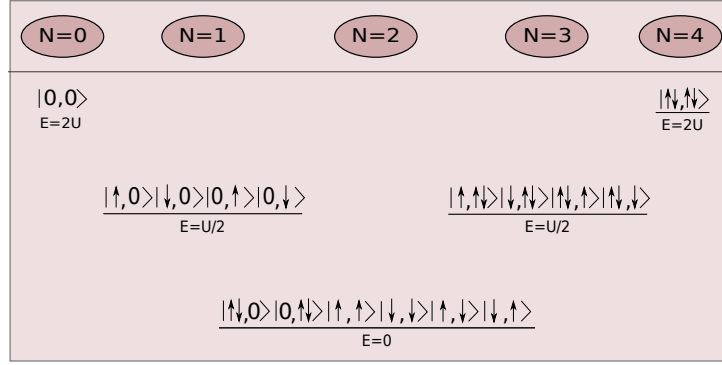 N=0 N=1 N=2 N=3 N=4
|0,0> |↑↓,↑↓>
E=2U E=2U
|↑,0>|↓,0>|0,↑>|0,↓> |↑,↑↓>|↓,↑↓>|↑↓,↑>|↑↓,↓>
E=U/2 E=U/2
|↑↓,0>|0,↑↓>|↑,↑>|↓,↓>|↑,↓>|↓,↑>
E=0